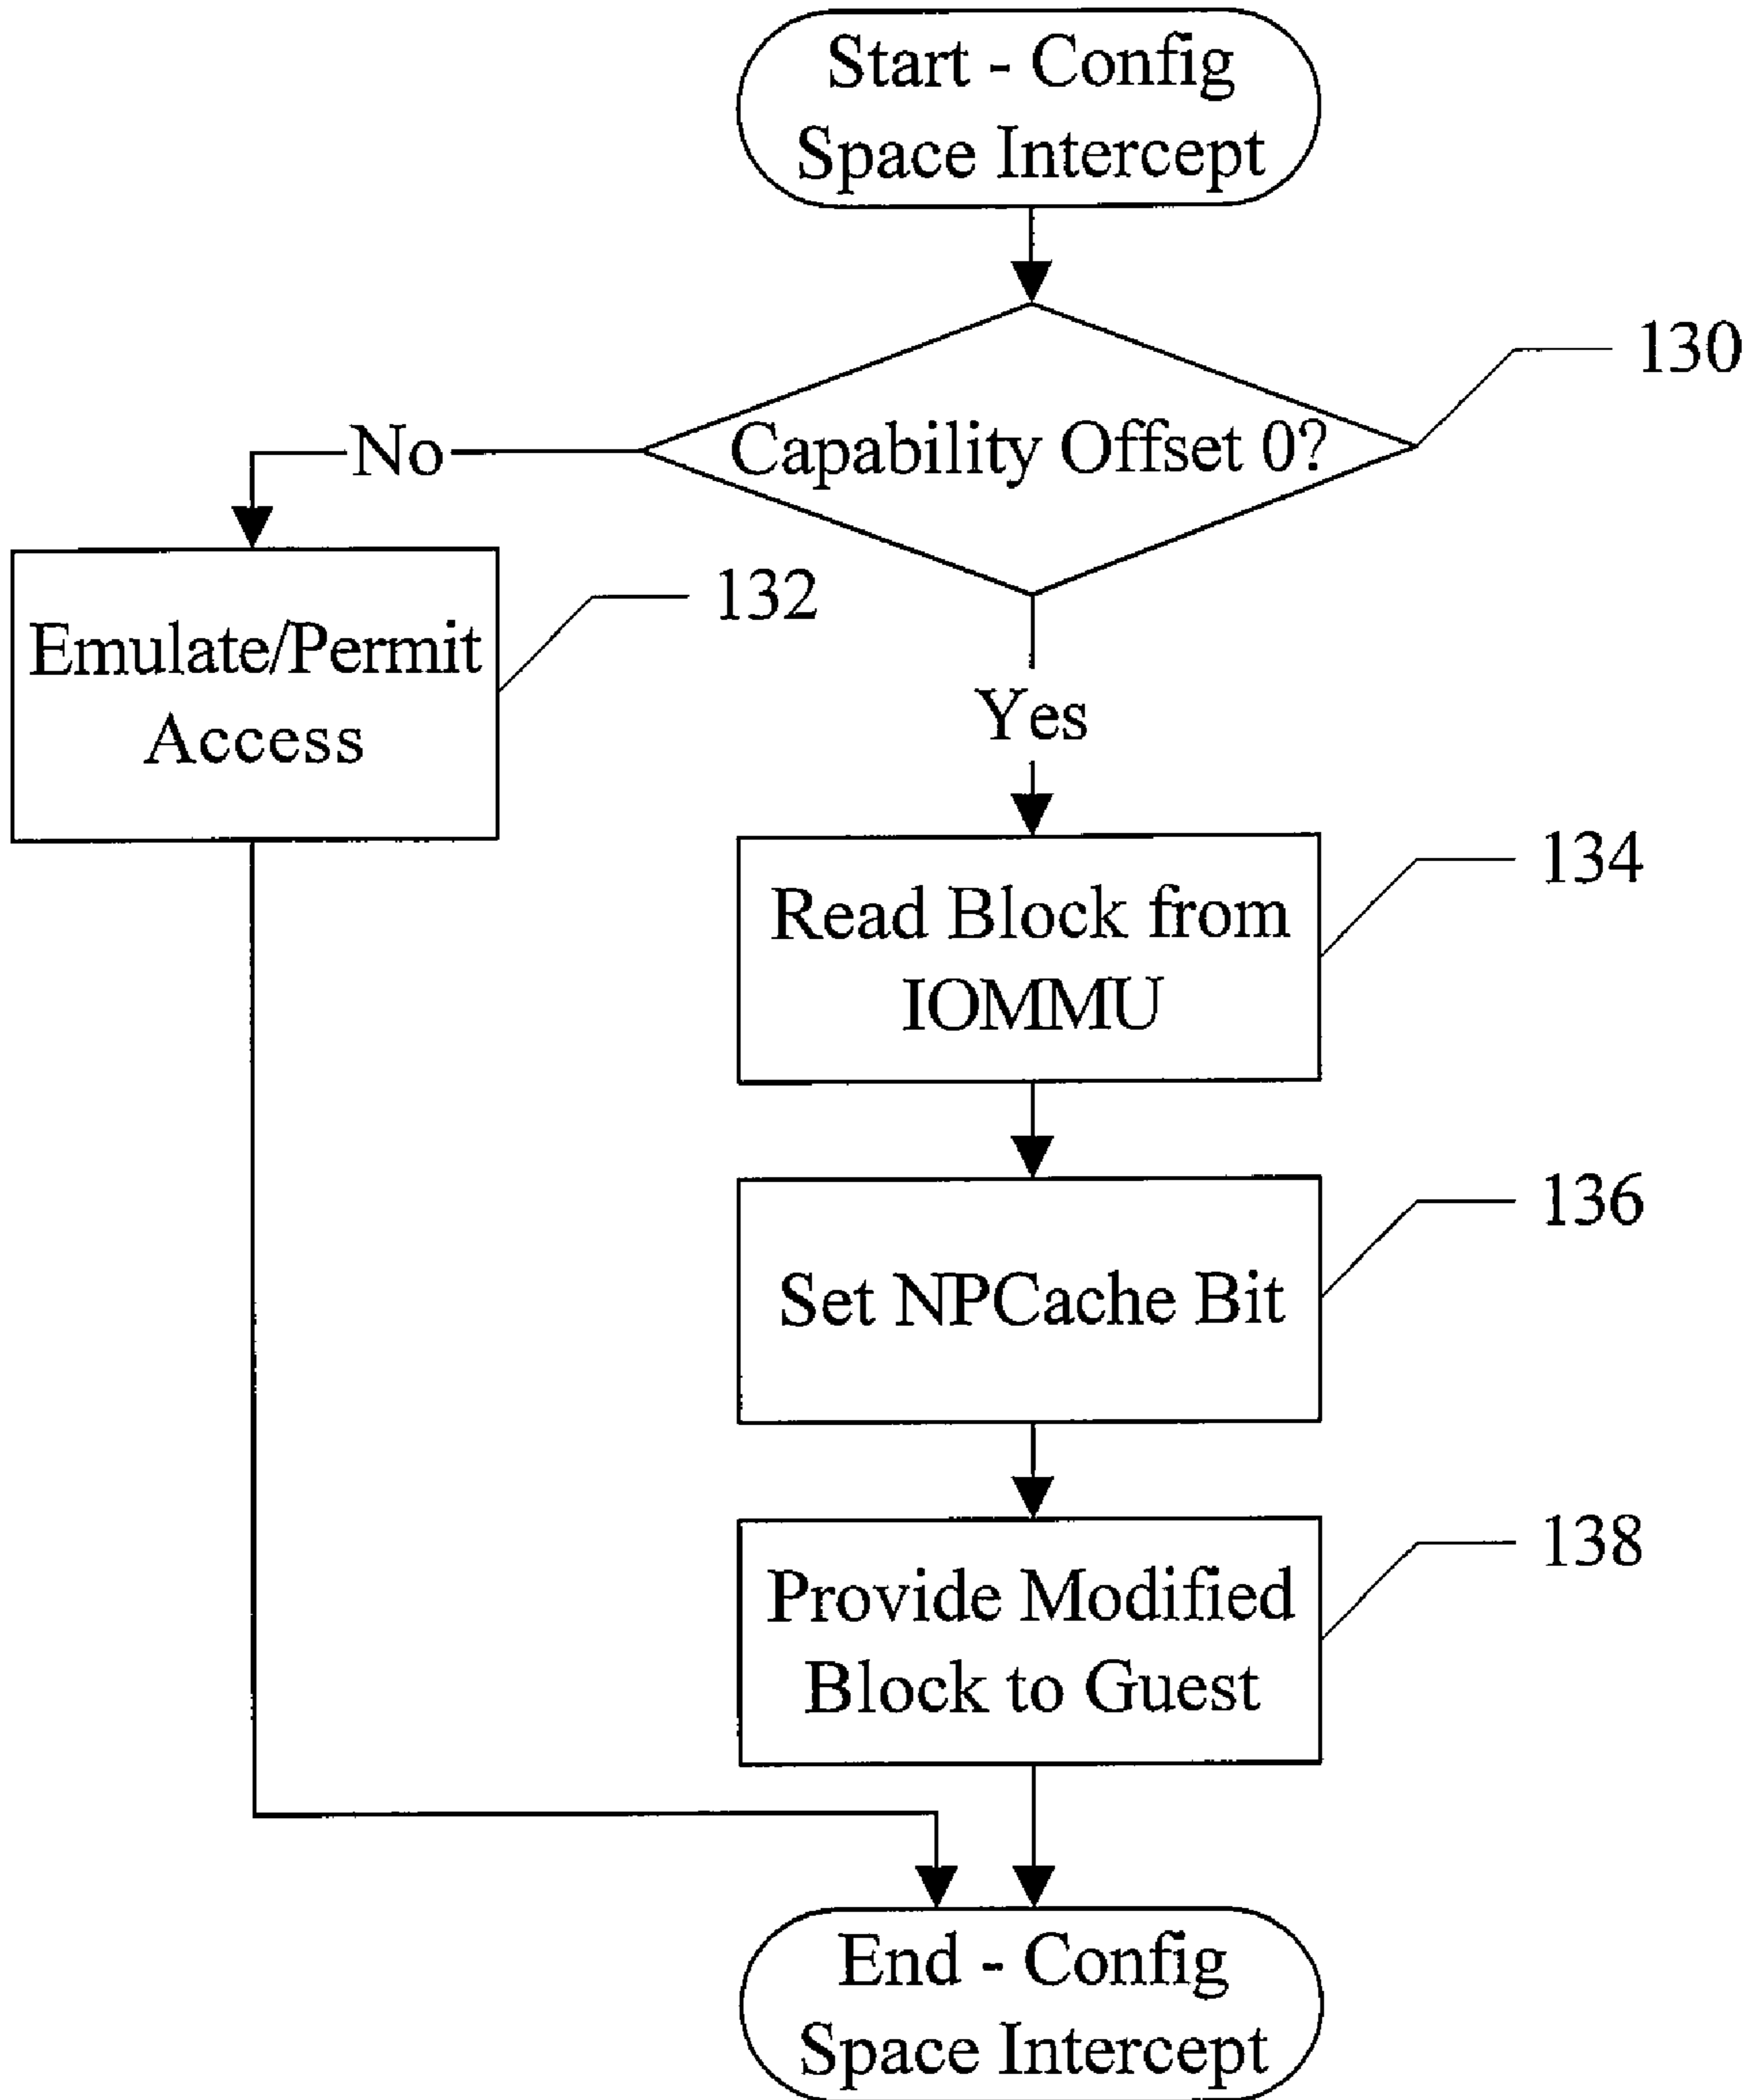 Start - Config
Space Intercept
130
Capability Offset 0?
No
132
Emulate/Permit
Access
Yes
134
Read Block from
IOMMU
136
Set NPCache Bit
138
Provide Modified
Block to Guest
End - Config
Space Intercept